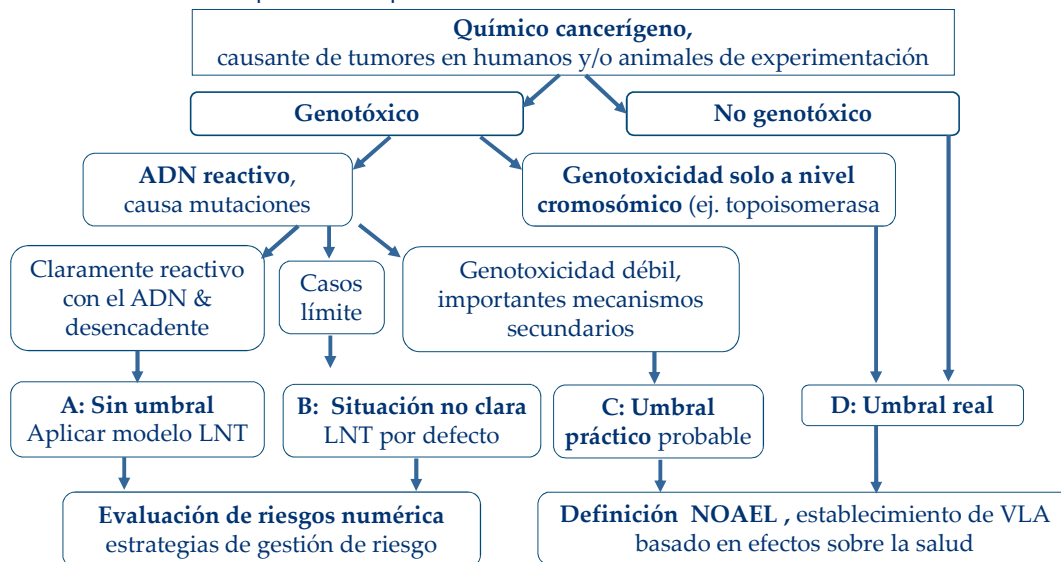 Químico cancerígeno,
causante de tumores en humanos y/o animales de experimentación
Genotóxico
No genotóxico
ADN reactivo,
causa mutaciones
Genotoxicidad solo a nivel
cromosómico (ej. topoisomerasa
Claramente reactivo
con el ADN &
desencadente
Casos
límite
Genotoxicidad débil,
importantes mecanismos
secundarios
A: Sin umbral
Aplicar modelo LNT
B: Situación no clara
LNT por defecto
C: Umbral
práctico probable
D: Umbral real
Evaluación de riesgos numérica
estrategias de gestión de riesgo
Definición NOAEL , establecimiento de VLA
basado en efectos sobre la salud